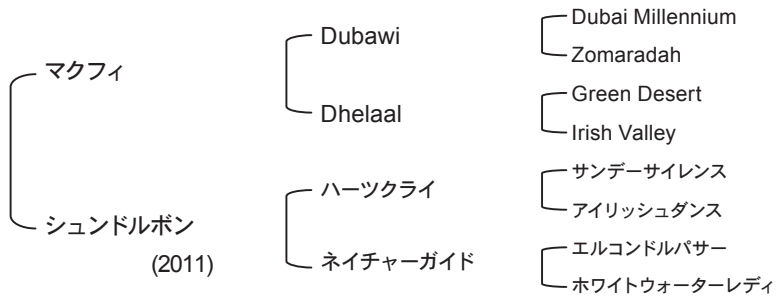 マクフィ
シュンドルボン
(2011)
Dubawi
Dhelaal
ハーツクライ
ネイチャーガイド
Dubai Millennium
Zomaradah
Green Desert
Irish Valley
サンデーサイレンス
アイリッシュダンス
エルコンドルパサー
ホワイトウォーターレディ